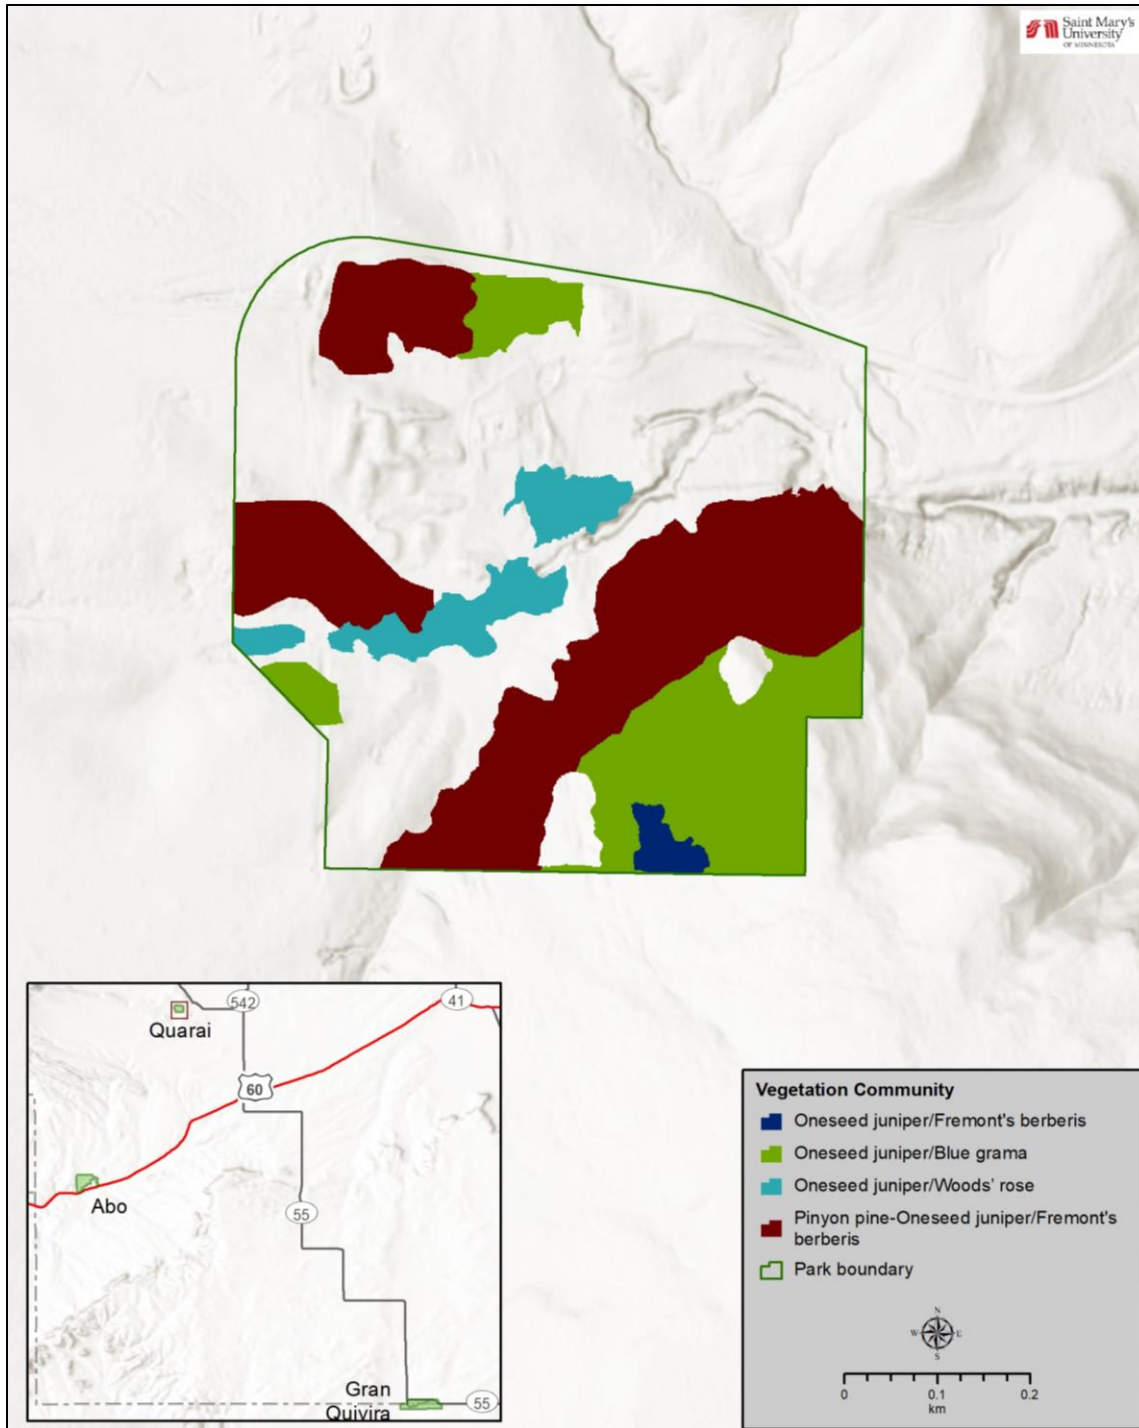 Saint Mary's
University
OF MINNESOTA
542
41
Quarai
60
Abo
55
Gran
Quivira
55
Vegetation Community
Oneseed juniper/Fremont's berberis
Oneseed juniper/Blue grama
Oneseed juniper/Woods' rose
Pinyon pine-Oneseed juniper/Fremont's
berberis
Park boundary
N
W E
S
0 0.1 0.2
km